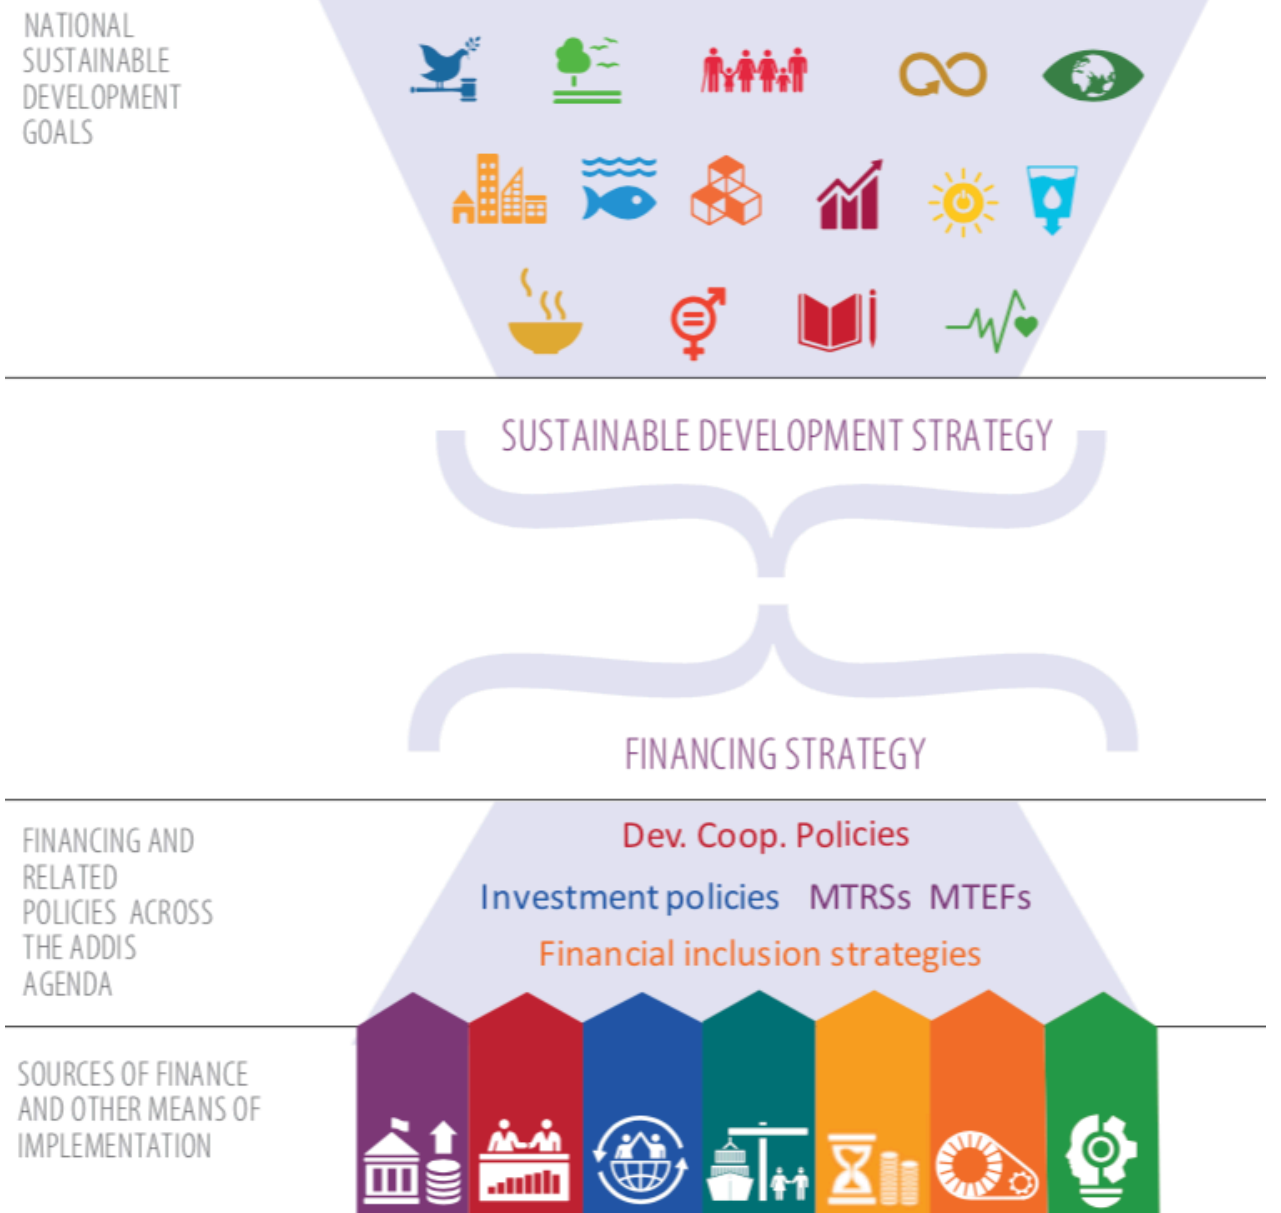 NATIONAL
SUSTAINABLE
DEVELOPMENT
GOALS
SUSTAINABLE DEVELOPMENT STRATEGY
FINANCING STRATEGY
FINANCING AND
RELATED
POLICIES ACROSS
THE ADDIS
AGENDA
Dev. Coop. Policies
Investment policies MTRSs MTEFs
Financial inclusion strategies
SOURCES OF FINANCE
AND OTHER MEANS OF
IMPLEMENTATION